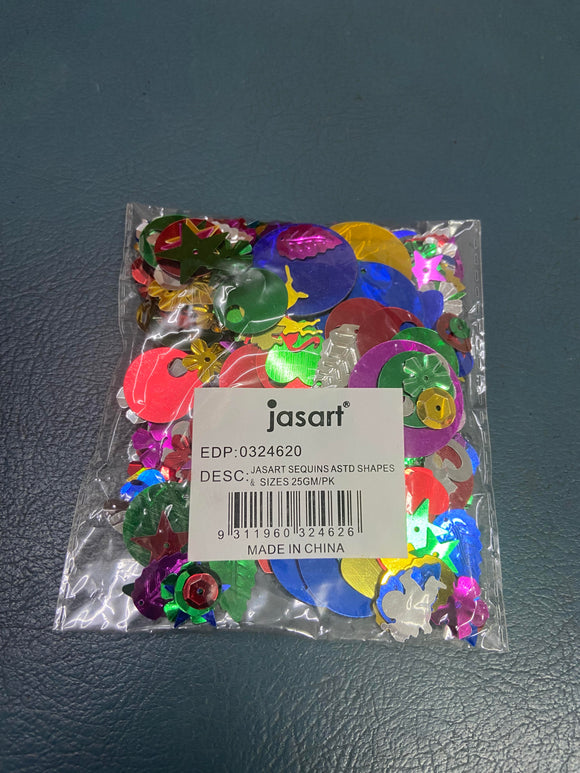 jasart®
EDP:0324620
DESC: JASART SEQUINS ASTD SHAPES
& SIZES 25GM/PK
9 311960 324626
MADE IN CHINA